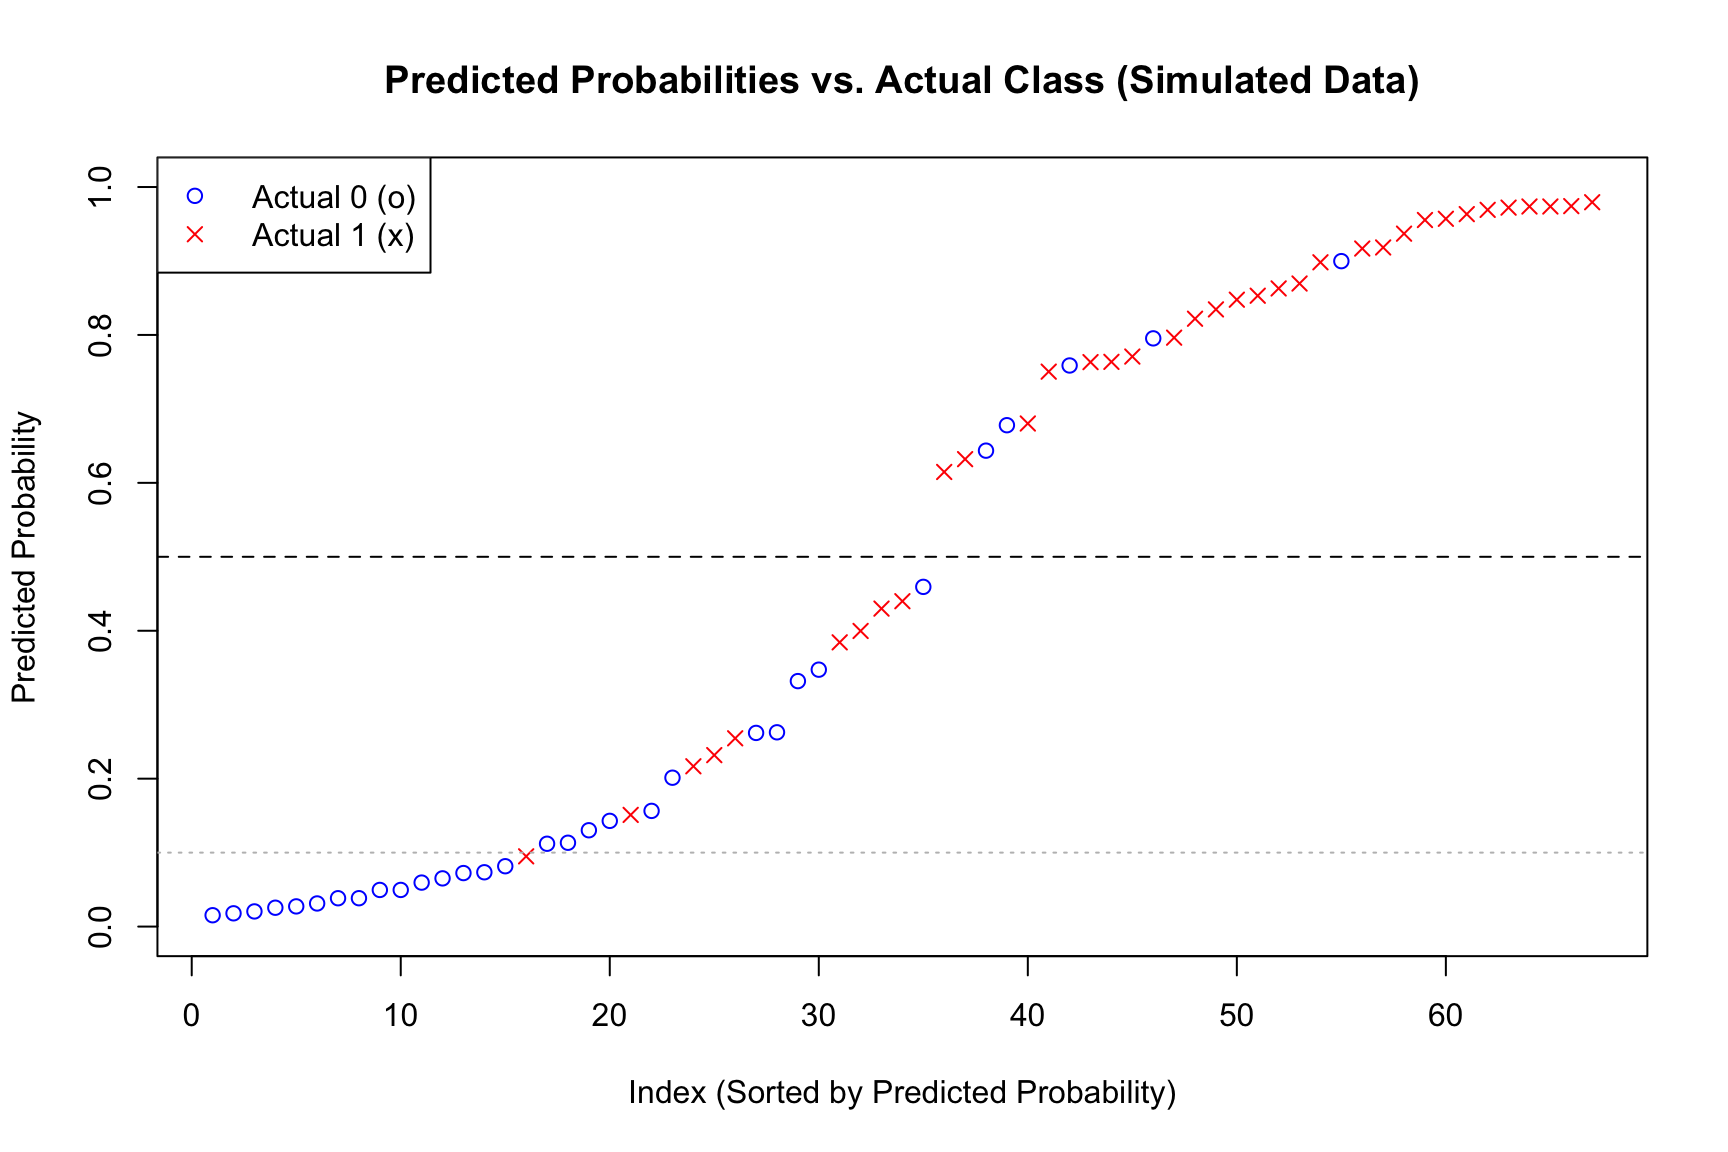 Predicted Probabilities vs. Actual Class (Simulated Data)
Actual 0 (o)
Actual 1 (x)
Predicted Probability
1.0
0.8
0.6
0.4
0.2
0.0
0 10 20 30 40 50 60
Index (Sorted by Predicted Probability)